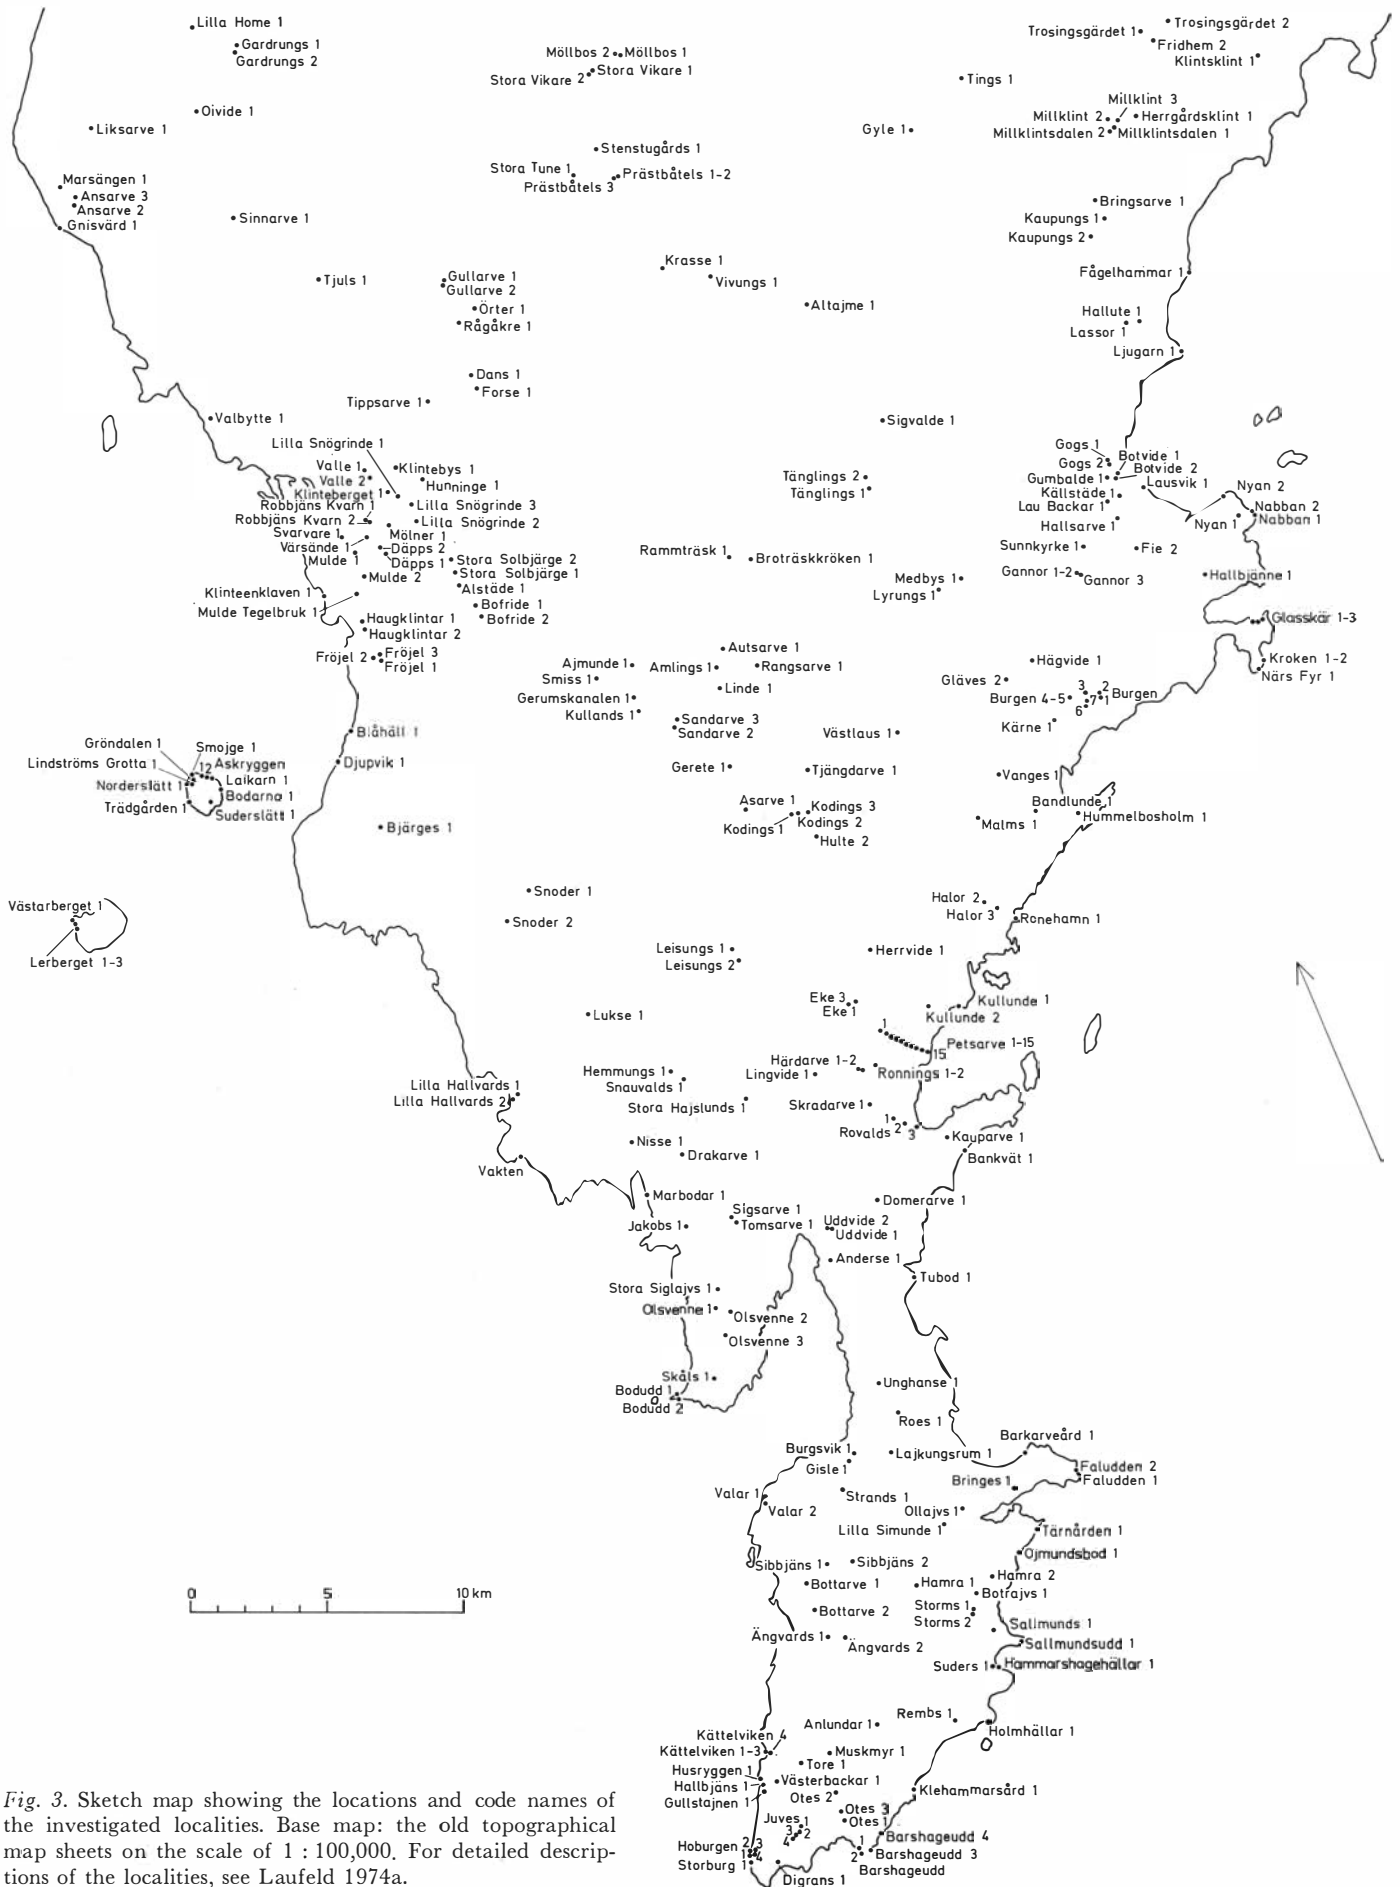 Lilla Home 1
Gardrungs 1
Gardrungs 2
Möllbos 2 Möllbos 1
Stora Vikare 1
Stora Vikare 2
Trosingsgärdet 2
Trosingsgärdet 1
Fridhem 2
Klintsklint 1
Tings 1
Oivide 1
Liksarve 1
Millklint 3
Millklint 2 Herrgårdsklint 1
Gyle 1
Millklintsdalen 2 Millklintsdalen 1
Stenstugårds 1
Stora Tune 1
Prästbåtels 1-2
Prästbåtels 3
Marsängen 1
Ansarve 3
Ansarve 2
Gnisvärd 1
Sinnarve 1
Bringsarve 1
Kaupungs 1
Kaupungs 2
Krasse 1
Vivungs 1
Fågelhammar 1
Tjuls 1
Gullarve 1
Gullarve 2
Örter 1
Rågåkre 1
Altajme 1
Hallute 1
Lassor 1
Ljugarn 1
Dans 1
Forse 1
Tippsarve 1
Valbytte 1
Sigvalde 1
Lilla Snögrinde 1
Valle 1 Klintebys 1
Valle 2 Hunninge 1
Klinteberget 1
Robbjäns Kvarn 1 Lilla Snögrinde 3
Robbjäns Kvarn 2 Lilla Snögrinde 2
Svarvare 1 Mölner 1
Värsände 1 Däpps 2
Mulde 1 Däpps 1
Mulde 2
Stora Solbjärge 2
Stora Solbjärge 1
Alstäde 1
Klinteenklaven 1
Mulde Tegelbruk 1
Bofride 1
Bofride 2
Haugklintar 1
Haugklintar 2
Fröjel 2 Fröjel 3
Fröjel 1
Tänglings 2
Tänglings 1
Gogs 1
Gogs 2
Botvide 1
Botvide 2
Gumbalde 1
Lausvik 1
Källstäde 1
Lau Backar 1
Hallsarve 1
Nyan 2
Nabban 2
Nyan 1 Nabban 1
Sunnkyrke 1 Fie 2
Gannor 1-2 Gannor 3
Hallbjänne 1
Rammträsk 1 Broträskkröken 1
Medbys 1
Lyrungs 1
Glasskär 1-3
Kroken 1-2
Närs Fyr 1
Autsarve 1
Ajmunde 1 Amlings 1 Rangsarve 1
Smiss 1
Linde 1
Gerumskanalen 1
Kullands 1
Sandarve 3
Sandarve 2
Hägvide 1
Gläves 2
Burgen 4-5
3 2 Burgen
7 1
6
Kärne 1
Västlaus 1
Blåhäll 1
Djupvik 1
Gröndalen 1
Smojge 1
12 Askryggen
Lindströms Grotta 1
Laikarn 1
Norderslätt 1
Bodarna 1
Trädgården 1
Suderslätt 1
Gerete 1 Tjängdarve 1
Vanges 1
Asarve 1 Kodings 3
Kodings 2
Kodings 1
Hulte 2
Bandlunde 1
Malms 1 Hummelbosholm 1
Bjärges 1
Snoder 1
Snoder 2
Halor 2
Halor 3
Ronehamn 1
Västarberget 1
Lerberget 1-3
Leisungs 1
Leisungs 2
Herrvide 1
Eke 3
Eke 1
Kullunde 1
Kullunde 2
Lukse 1
1
15 Petsarve 1-15
Härdarve 1-2
Lingvide 1 Ronnings 1-2
Hemmungs 1
Snauvalds 1
Stora Hajslunds 1
Skradarve 1
Lilla Hallvards 1
Lilla Hallvards 2
1
Rovalds 2 3
Kauparve 1
Bankvät 1
Nisse 1
Drakarve 1
Vakten
Marbodar 1
Domerarve 1
Sigsarve 1
Jakobs 1 Tomsarve 1
Uddvide 2
Uddvide 1
Anderse 1
Tubod 1
Stora Siglajvs 1
Olsvenne 1
Olsvenne 2
Olsvenne 3
Skåls 1
Bodudd 1
Bodudd 2
Unghanse 1
Roes 1
Burgsvik 1 Lajkungsrum 1
Gisle 1
Barkarveård 1
Faludden 2
Faludden 1
Bringes 1
Valar 1
Valar 2
Strands 1
Ollajvs 1
Lilla Simunde 1
Tärnården 1
Ojmundsbod 1
Sibbjäns 1 Sibbjäns 2
Bottarve 1 Hamra 1
Hamra 2
Botrajvs 1
Bottarve 2
Storms 1
Storms 2
Sallmunds 1
Sallmundsudd 1
Ängvards 1 Ängvards 2
Suders 1 Hammarshagehällar 1
0 5 10 km
Anlundar 1
Rembs 1
Holmhällar 1
Kättelviken 4
Kättelviken 1-3 Muskmyr 1
Tore 1
Husryggen 1
Hallbjäns 1 Västerbackar 1
Gullstajnen 1
Otes 2
Klehammarsård 1
Otes 3
Otes 1
Juves 1
3 2
4
Hoburgen 2 3
1 4
Storburg 1
Digrans 1
Barshageudd 4
1
2 Barshageudd 3
Barshageudd
Fig. 3. Sketch map showing the locations and code names of
the investigated localities. Base map: the old topographical
map sheets on the scale of 1 : 100,000. For detailed descrip-
tions of the localities, see Laufeld 1974a.